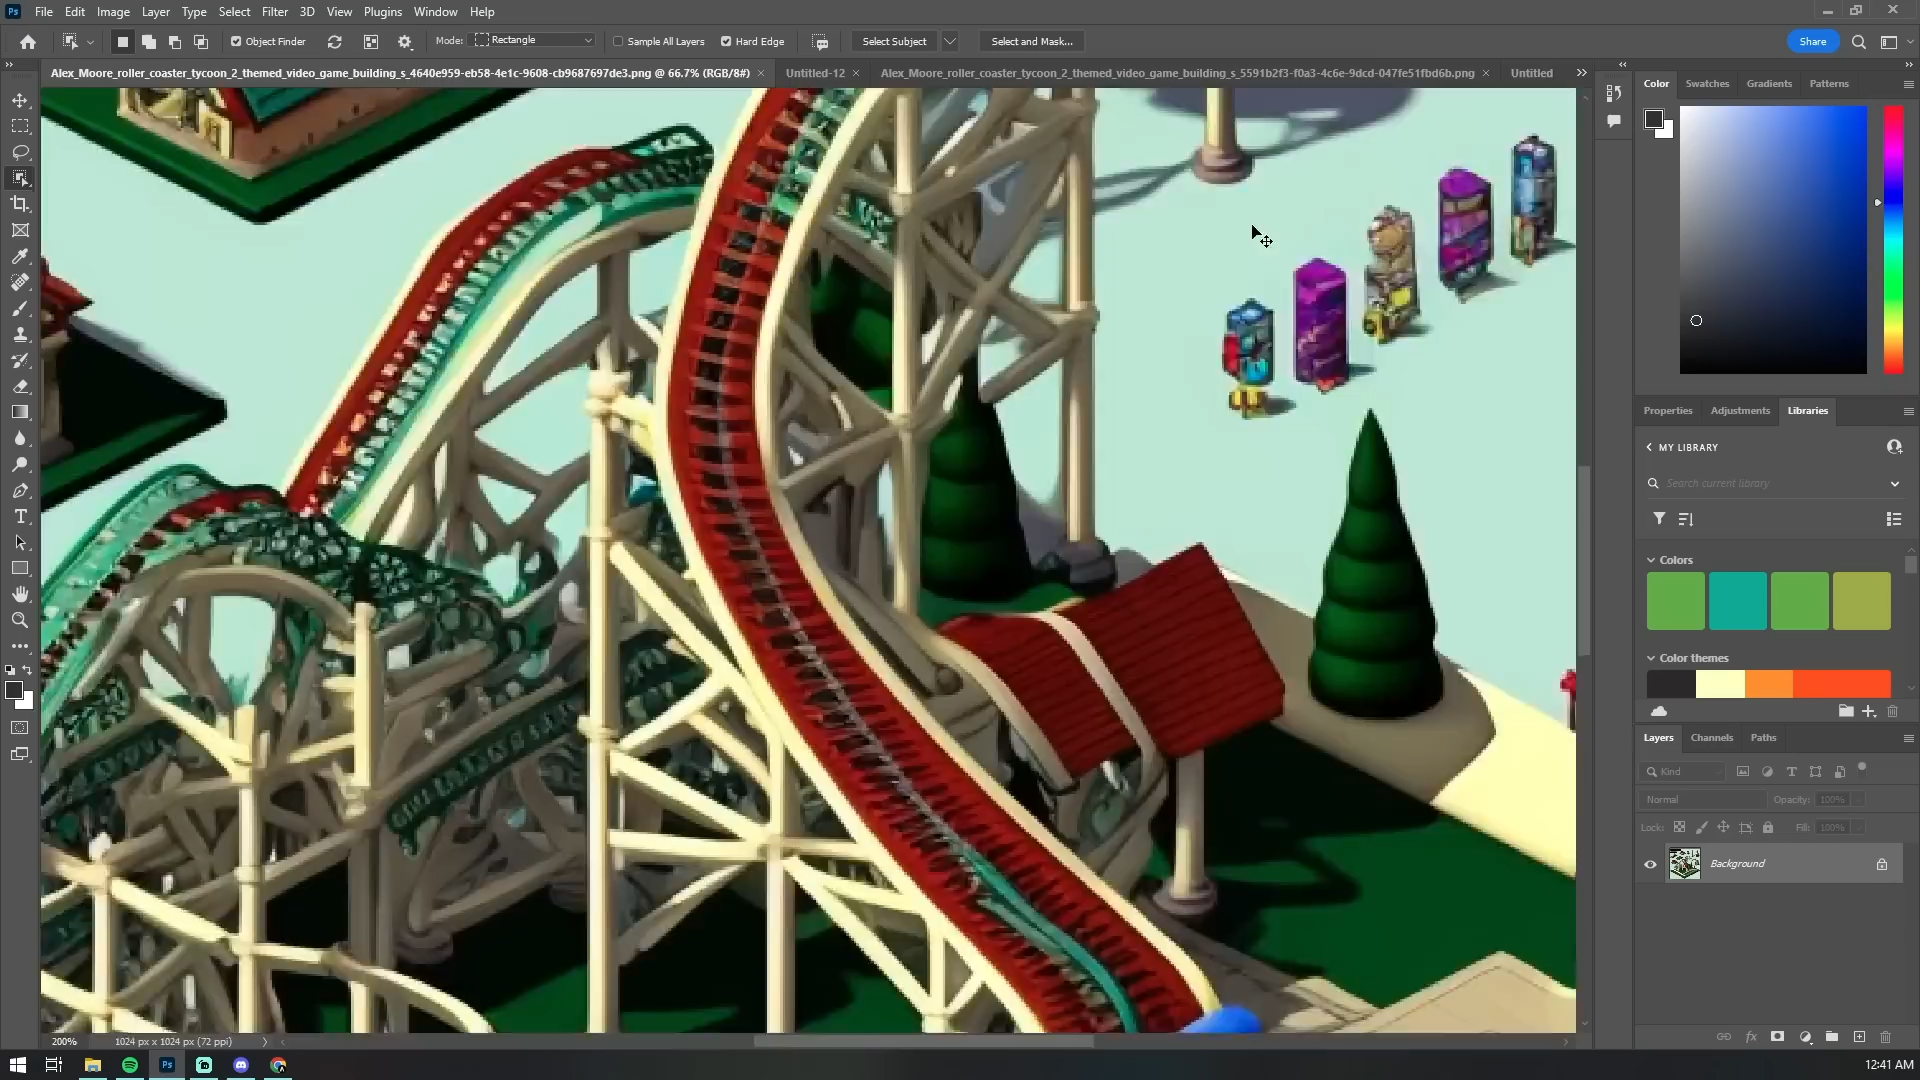 Ps File Edit Image Layer Type Select Filter 3D View Plugins Window Help
Object Finder Mode: Rectangle Sample All Layers Hard Edge Select Subject Select and Mask... Share
Alex_Moore_roller_coaster_tycoon_2_themed_video_game_building_s_4640e959-eb58-4e1c-9608-cb9687697de3.png @ 66.7% (RGB/8#) × Untitled-12 × Alex_Moore_roller_coaster_tycoon_2_themed_video_game_building_s_5591b2f3-f0a3-4c6e-9dcd-047fe51fbd6b.png × Untitled
Color Swatches Gradients Patterns
Properties Adjustments Libraries
MY LIBRARY
Search current library
Colors
Color themes
Layers Channels Paths
Kind
Normal Opacity: 100%
Lock: Fill: 100%
Background
200% 1024 px x 1024 px (72 ppi)
Ps
12:41 AM